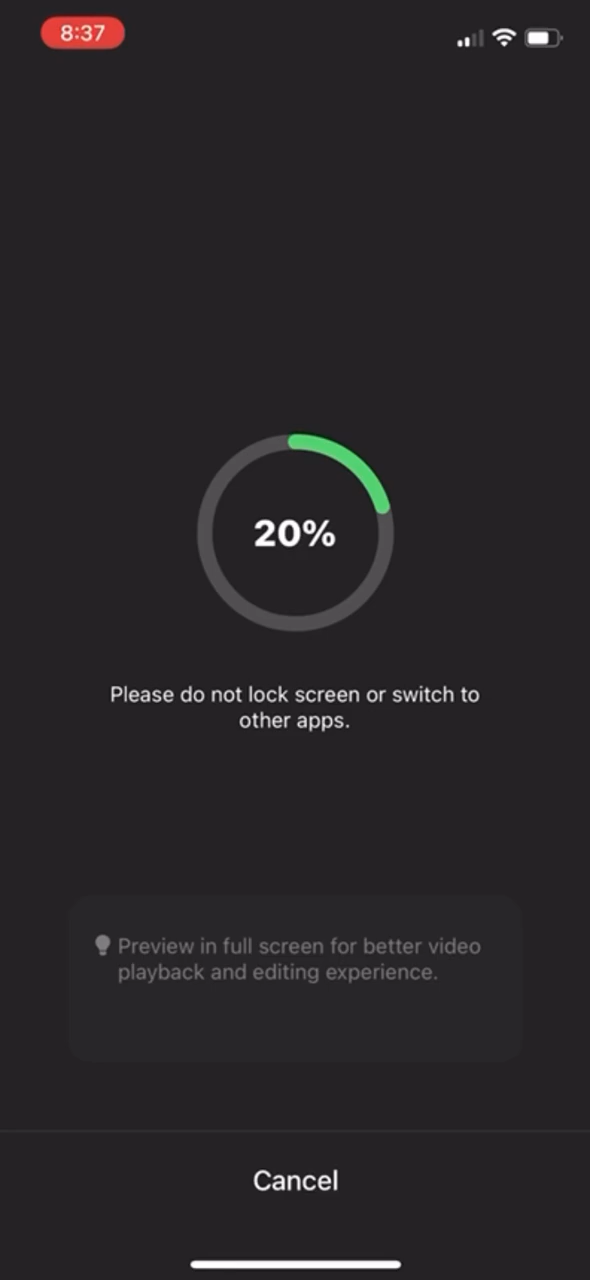 8:37
20%
Please do not lock screen or switch to
other apps.
Preview in full screen for better video
playback and editing experience.
Cancel